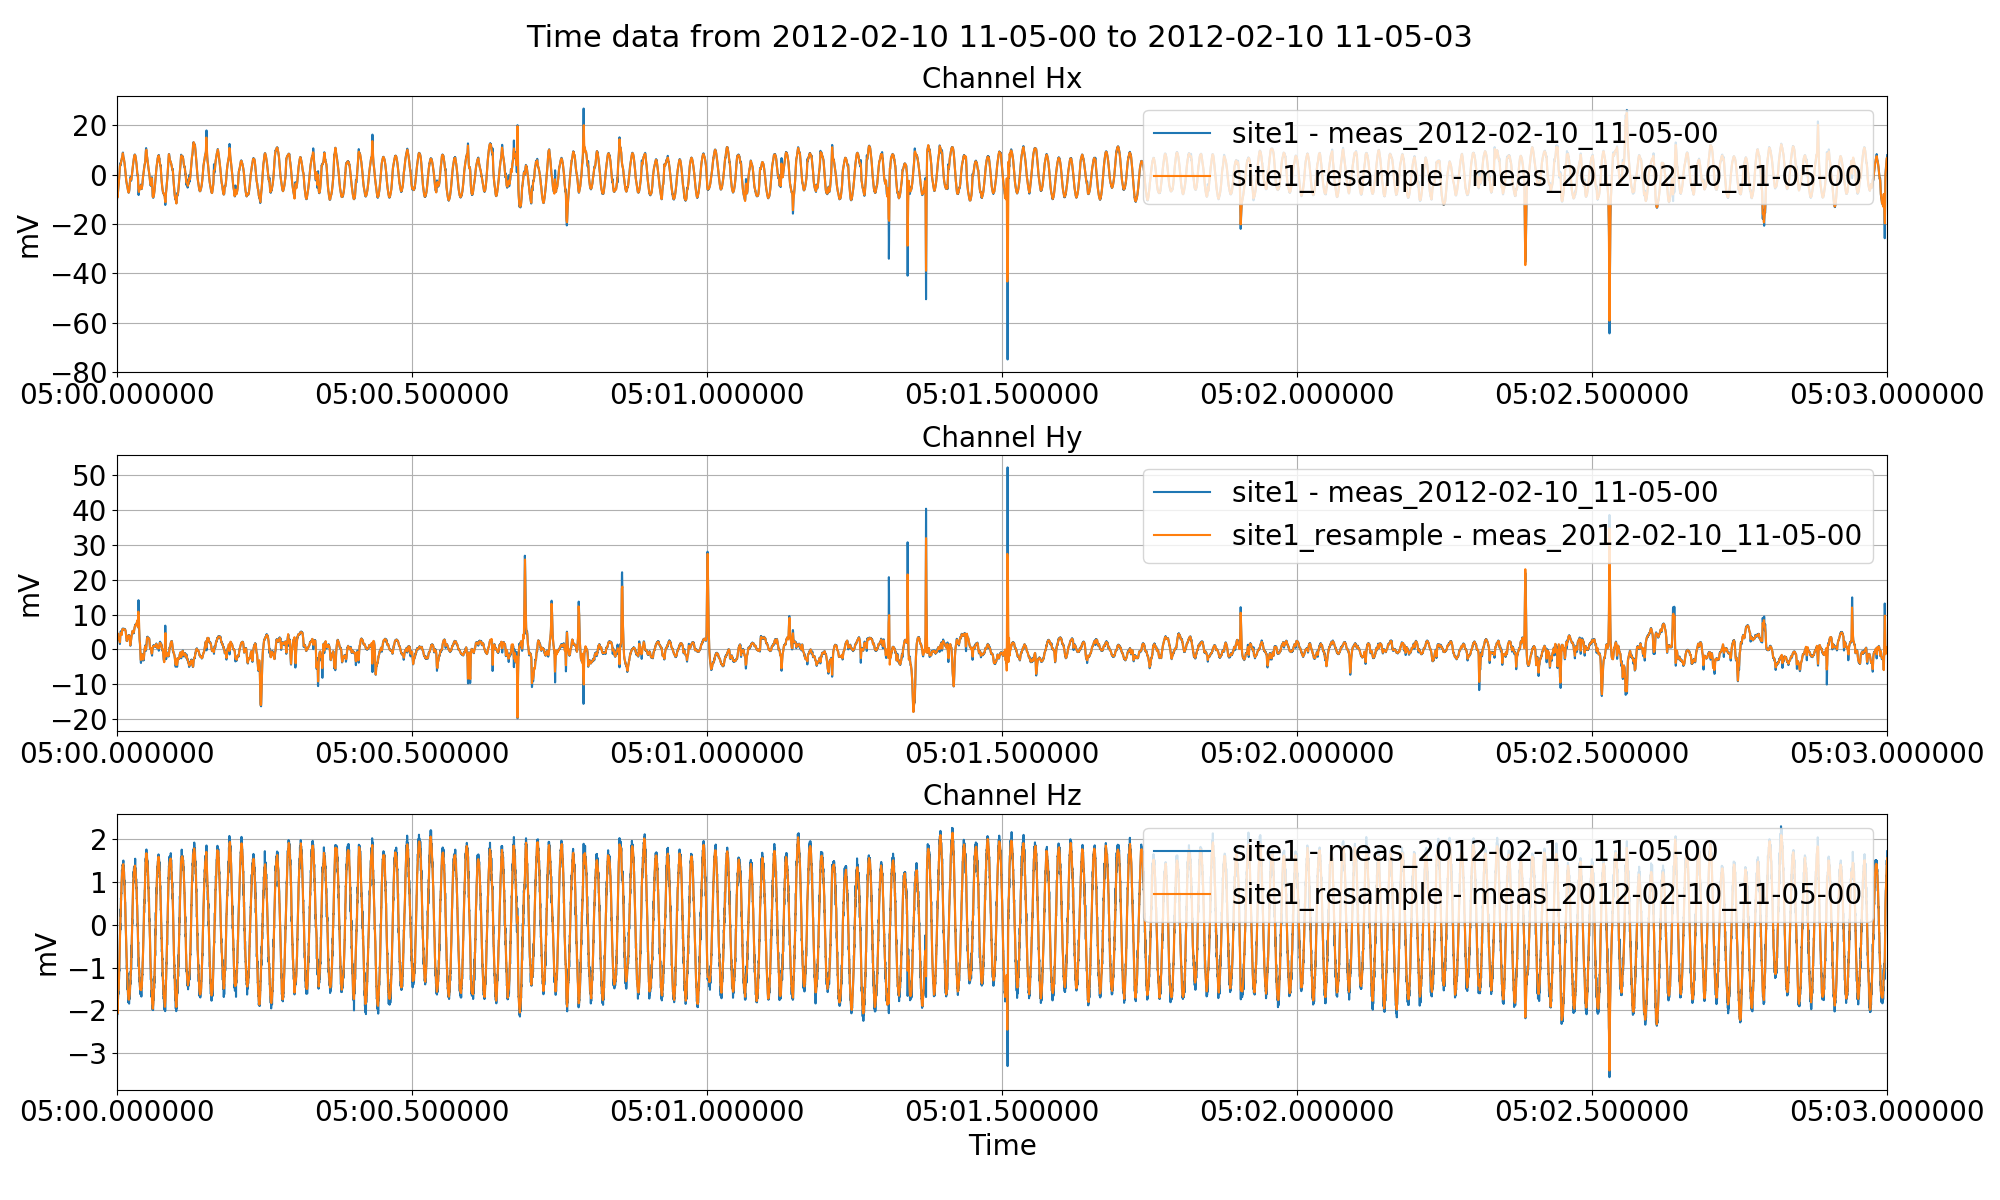 Time data from 2012-02-10 11-05-00 to 2012-02-10 11-05-03
Channel Hx
mV
20
0
−20
−40
−60
−80
site1 - meas_2012-02-10_11-05-00
site1_resample - meas_2012-02-10_11-05-00
05:00.000000 05:00.500000 05:01.000000 05:01.500000 05:02.000000 05:02.500000 05:03.000000
Channel Hy
mV
50
40
30
20
10
0
−10
−20
site1 - meas_2012-02-10_11-05-00
site1_resample - meas_2012-02-10_11-05-00
05:00.000000 05:00.500000 05:01.000000 05:01.500000 05:02.000000 05:02.500000 05:03.000000
Channel Hz
mV
2
1
0
−1
−2
−3
site1 - meas_2012-02-10_11-05-00
site1_resample - meas_2012-02-10_11-05-00
05:00.000000 05:00.500000 05:01.000000 05:01.500000 05:02.000000 05:02.500000 05:03.000000
Time